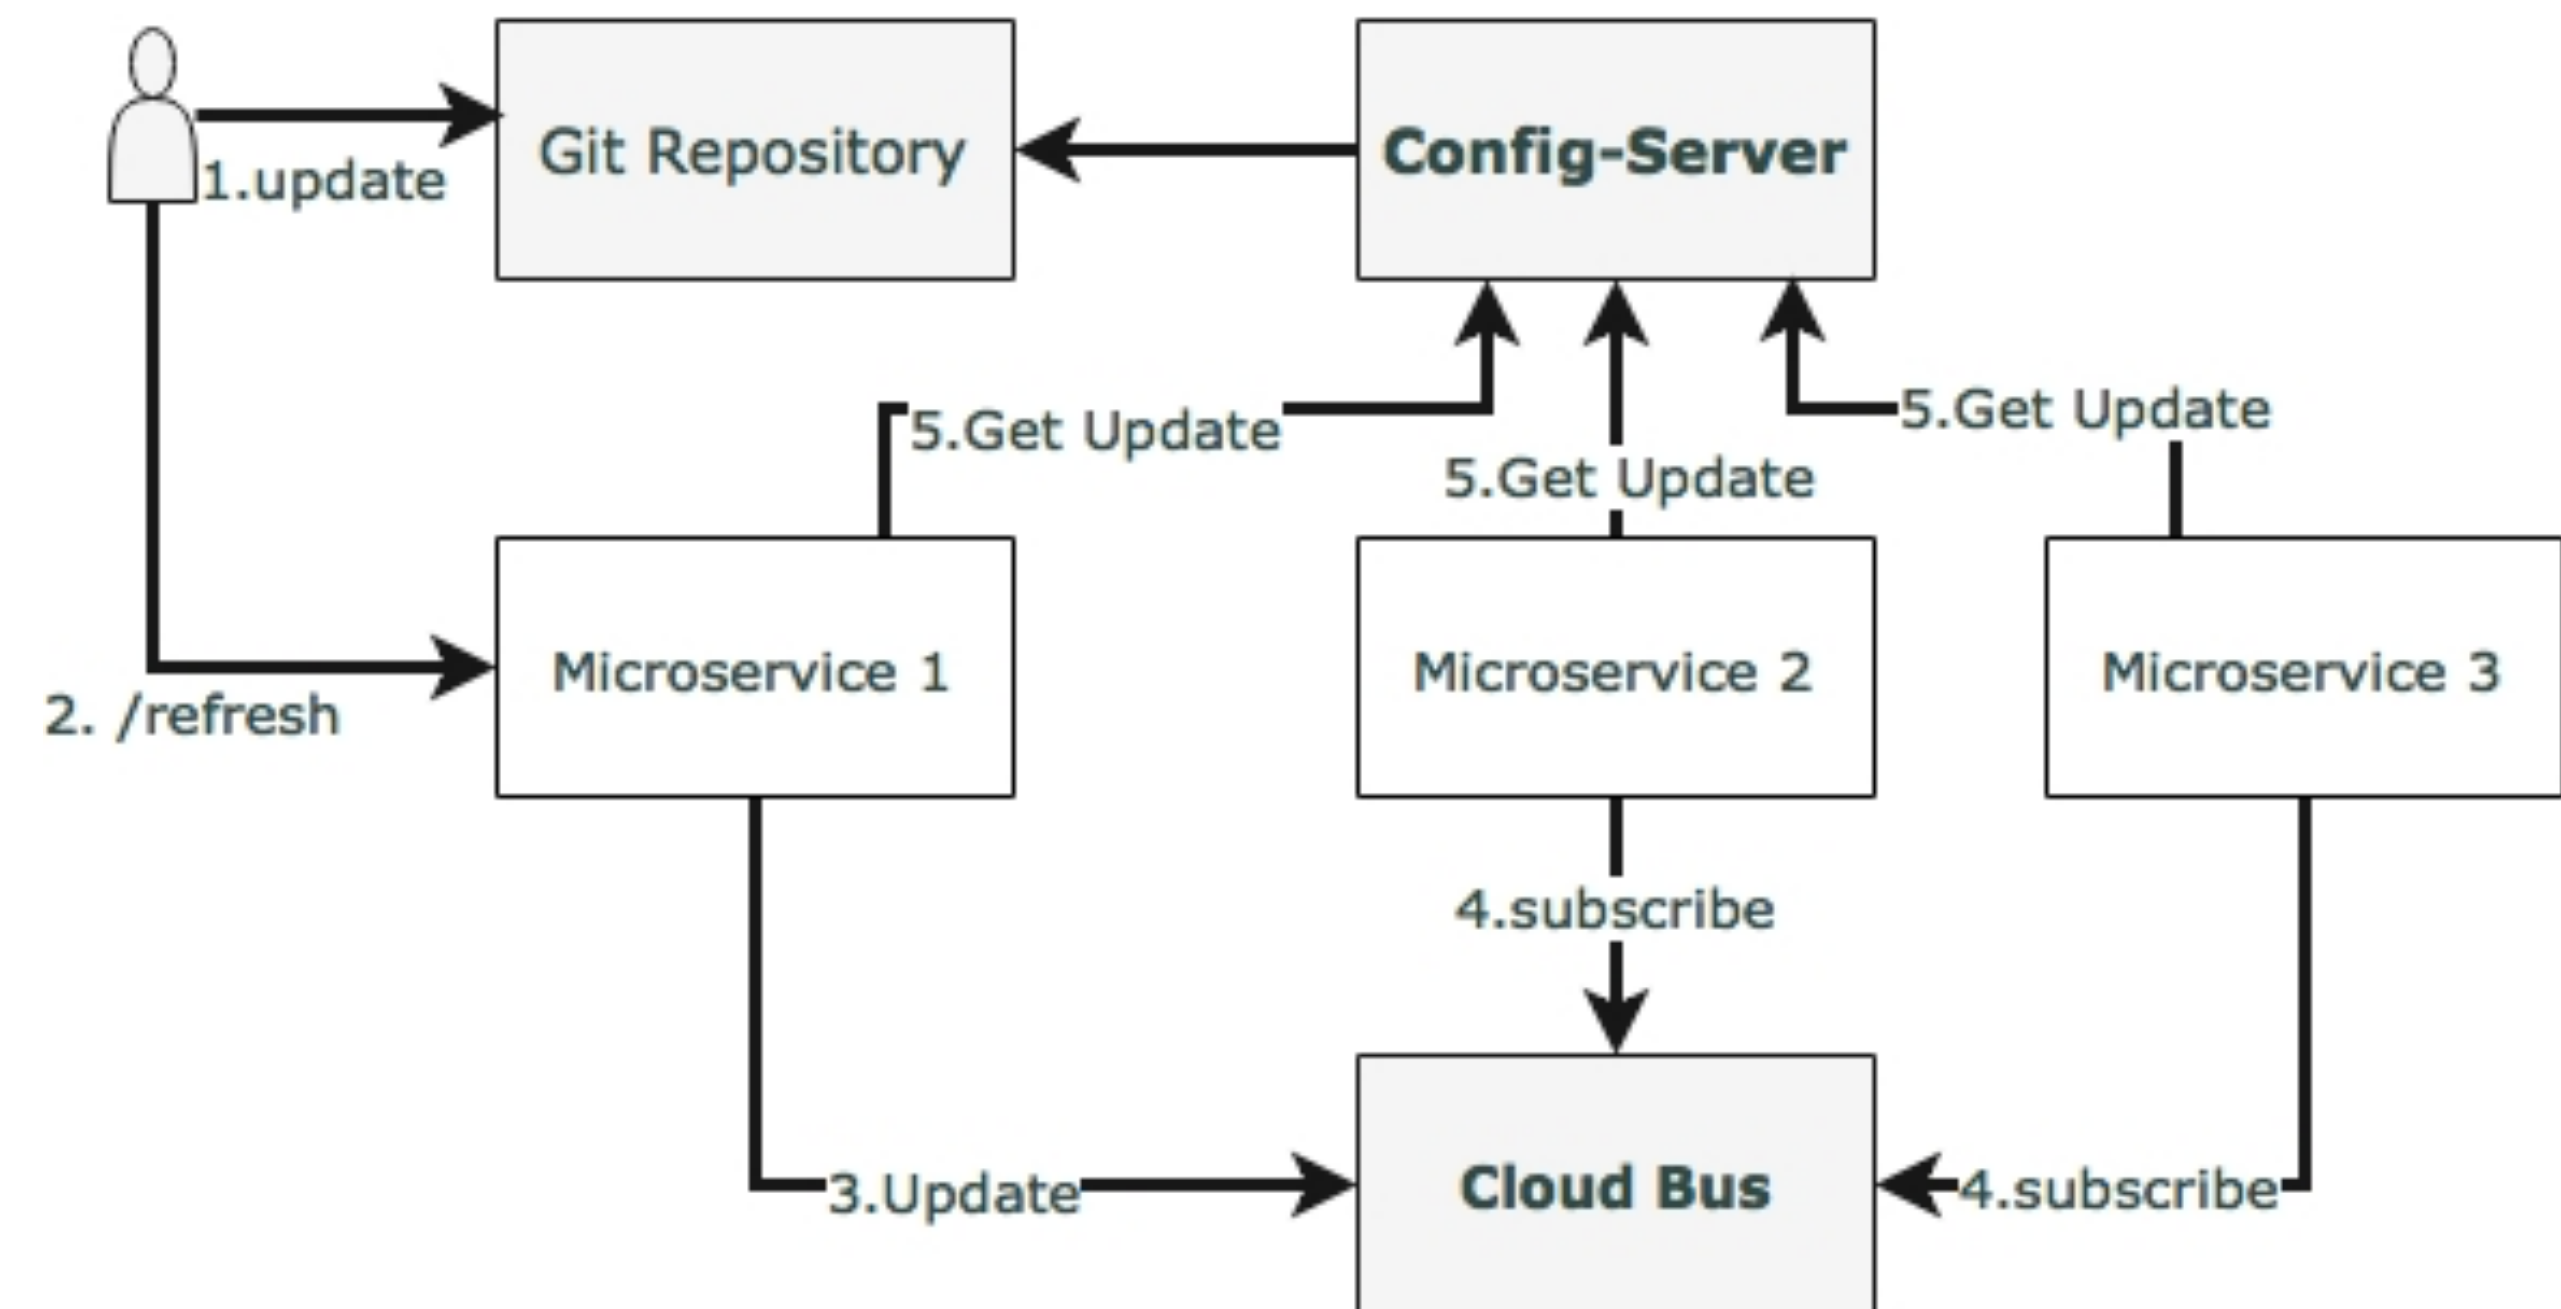 Git Repository
Config-Server
1.update
5.Get Update
5.Get Update
5.Get Update
Microservice 1
Microservice 2
Microservice 3
2. /refresh
4.subscribe
3.Update
Cloud Bus
4.subscribe